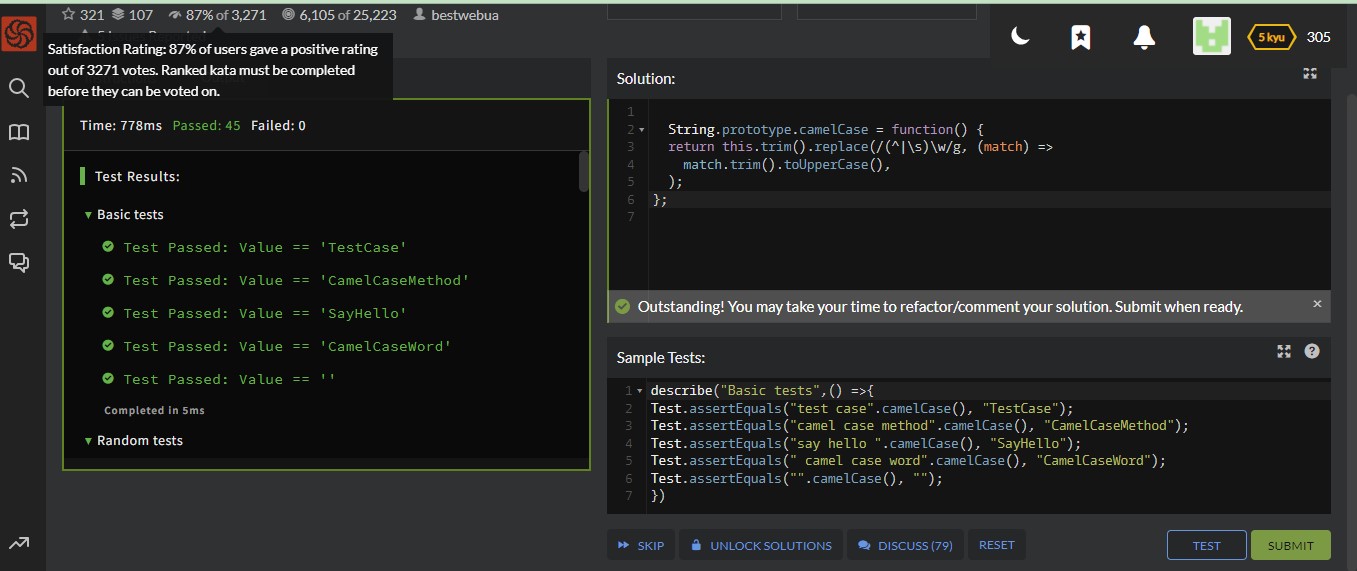 321 107 87% of 3,271 6,105 of 25,223 bestwebua
Satisfaction Rating: 87% of users gave a positive rating
out of 3271 votes. Ranked kata must be completed
before they can be voted on.
5 kyu 305
Time: 778ms Passed: 45 Failed: 0
Test Results:
Basic tests
Test Passed: Value == 'TestCase'
Test Passed: Value == 'CamelCaseMethod'
Test Passed: Value == 'SayHello'
Test Passed: Value == 'CamelCaseWord'
Test Passed: Value == ''
Completed in 5ms
Random tests
Solution:
1
2 String.prototype.camelCase = function() {
3 return this.trim().replace(/(^|\s)\w/g, (match) =>
4 match.trim().toUpperCase(),
5 );
6 };
7
Outstanding! You may take your time to refactor/comment your solution. Submit when ready. ×
Sample Tests:
1 describe("Basic tests",() =>{
2 Test.assertEquals("test case".camelCase(), "TestCase");
3 Test.assertEquals("camel case method".camelCase(), "CamelCaseMethod");
4 Test.assertEquals("say hello ".camelCase(), "SayHello");
5 Test.assertEquals(" camel case word".camelCase(), "CamelCaseWord");
6 Test.assertEquals("".camelCase(), "");
7 })
SKIP UNLOCK SOLUTIONS DISCUSS (79) RESET TEST SUBMIT